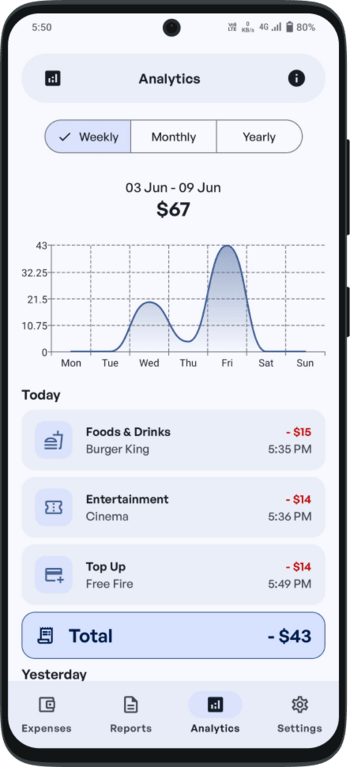 5:50
Vo)) LTE 0 KB/s 4G 80%
Analytics
Weekly Monthly Yearly
03 Jun - 09 Jun
$67
43
32.25
21.5
10.75
0
Mon Tue Wed Thu Fri Sat Sun
Today
Foods & Drinks - $15
Burger King 5:35 PM
Entertainment - $14
Cinema 5:36 PM
Top Up - $14
Free Fire 5:49 PM
Total - $43
Yesterday
Expenses Reports Analytics Settings